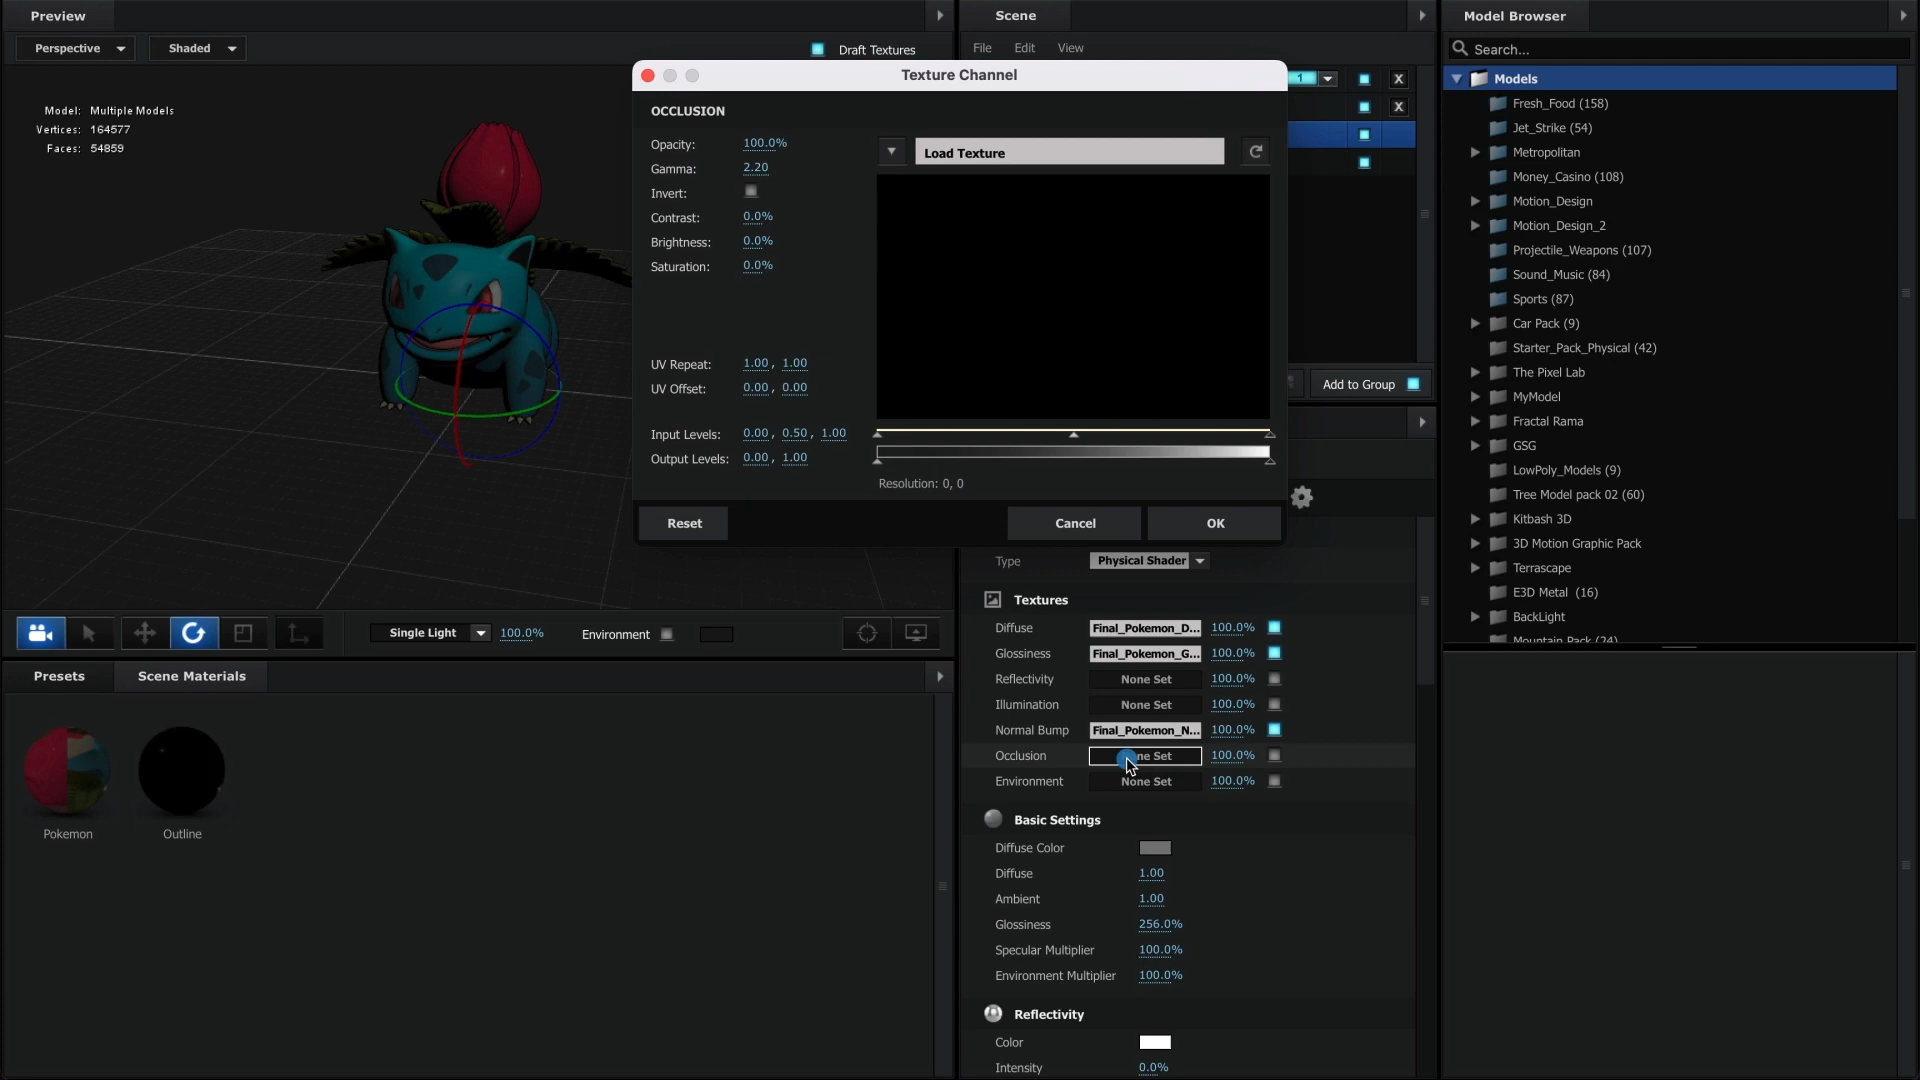 Preview
Scene
Model Browser
Perspective
Shaded
Draft Textures
File
Edit
View
Search...
Model: Multiple Models
Vertices: 164577
Faces: 54859
Texture Channel
OCCLUSION
Opacity: 100.0%
Gamma: 2.20
Invert:
Contrast: 0.0%
Brightness: 0.0%
Saturation: 0.0%
UV Repeat: 1.00, 1.00
UV Offset: 0.00, 0.00
Input Levels: 0.00, 0.50, 1.00
Output Levels: 0.00, 1.00
Load Texture
Resolution: 0, 0
Reset
Cancel
OK
1
X
X
Add to Group
Type Physical Shader
Textures
Diffuse Final_Pokemon_D... 100.0%
Glossiness Final_Pokemon_G... 100.0%
Reflectivity None Set 100.0%
Illumination None Set 100.0%
Normal Bump Final_Pokemon_N... 100.0%
Occlusion ne Set 100.0%
Environment None Set 100.0%
Basic Settings
Diffuse Color
Diffuse 1.00
Ambient 1.00
Glossiness 256.0%
Specular Multiplier 100.0%
Environment Multiplier 100.0%
Reflectivity
Color
Intensity 0.0%
Models
Fresh_Food (158)
Jet_Strike (54)
Metropolitan
Money_Casino (108)
Motion_Design
Motion_Design_2
Projectile_Weapons (107)
Sound_Music (84)
Sports (87)
Car Pack (9)
Starter_Pack_Physical (42)
The Pixel Lab
MyModel
Fractal Rama
GSG
LowPoly_Models (9)
Tree Model pack 02 (60)
Kitbash 3D
3D Motion Graphic Pack
Terrascape
E3D Metal (16)
BackLight
Mountain Pack (24)
Single Light
100.0%
Environment
Presets
Scene Materials
Pokemon
Outline